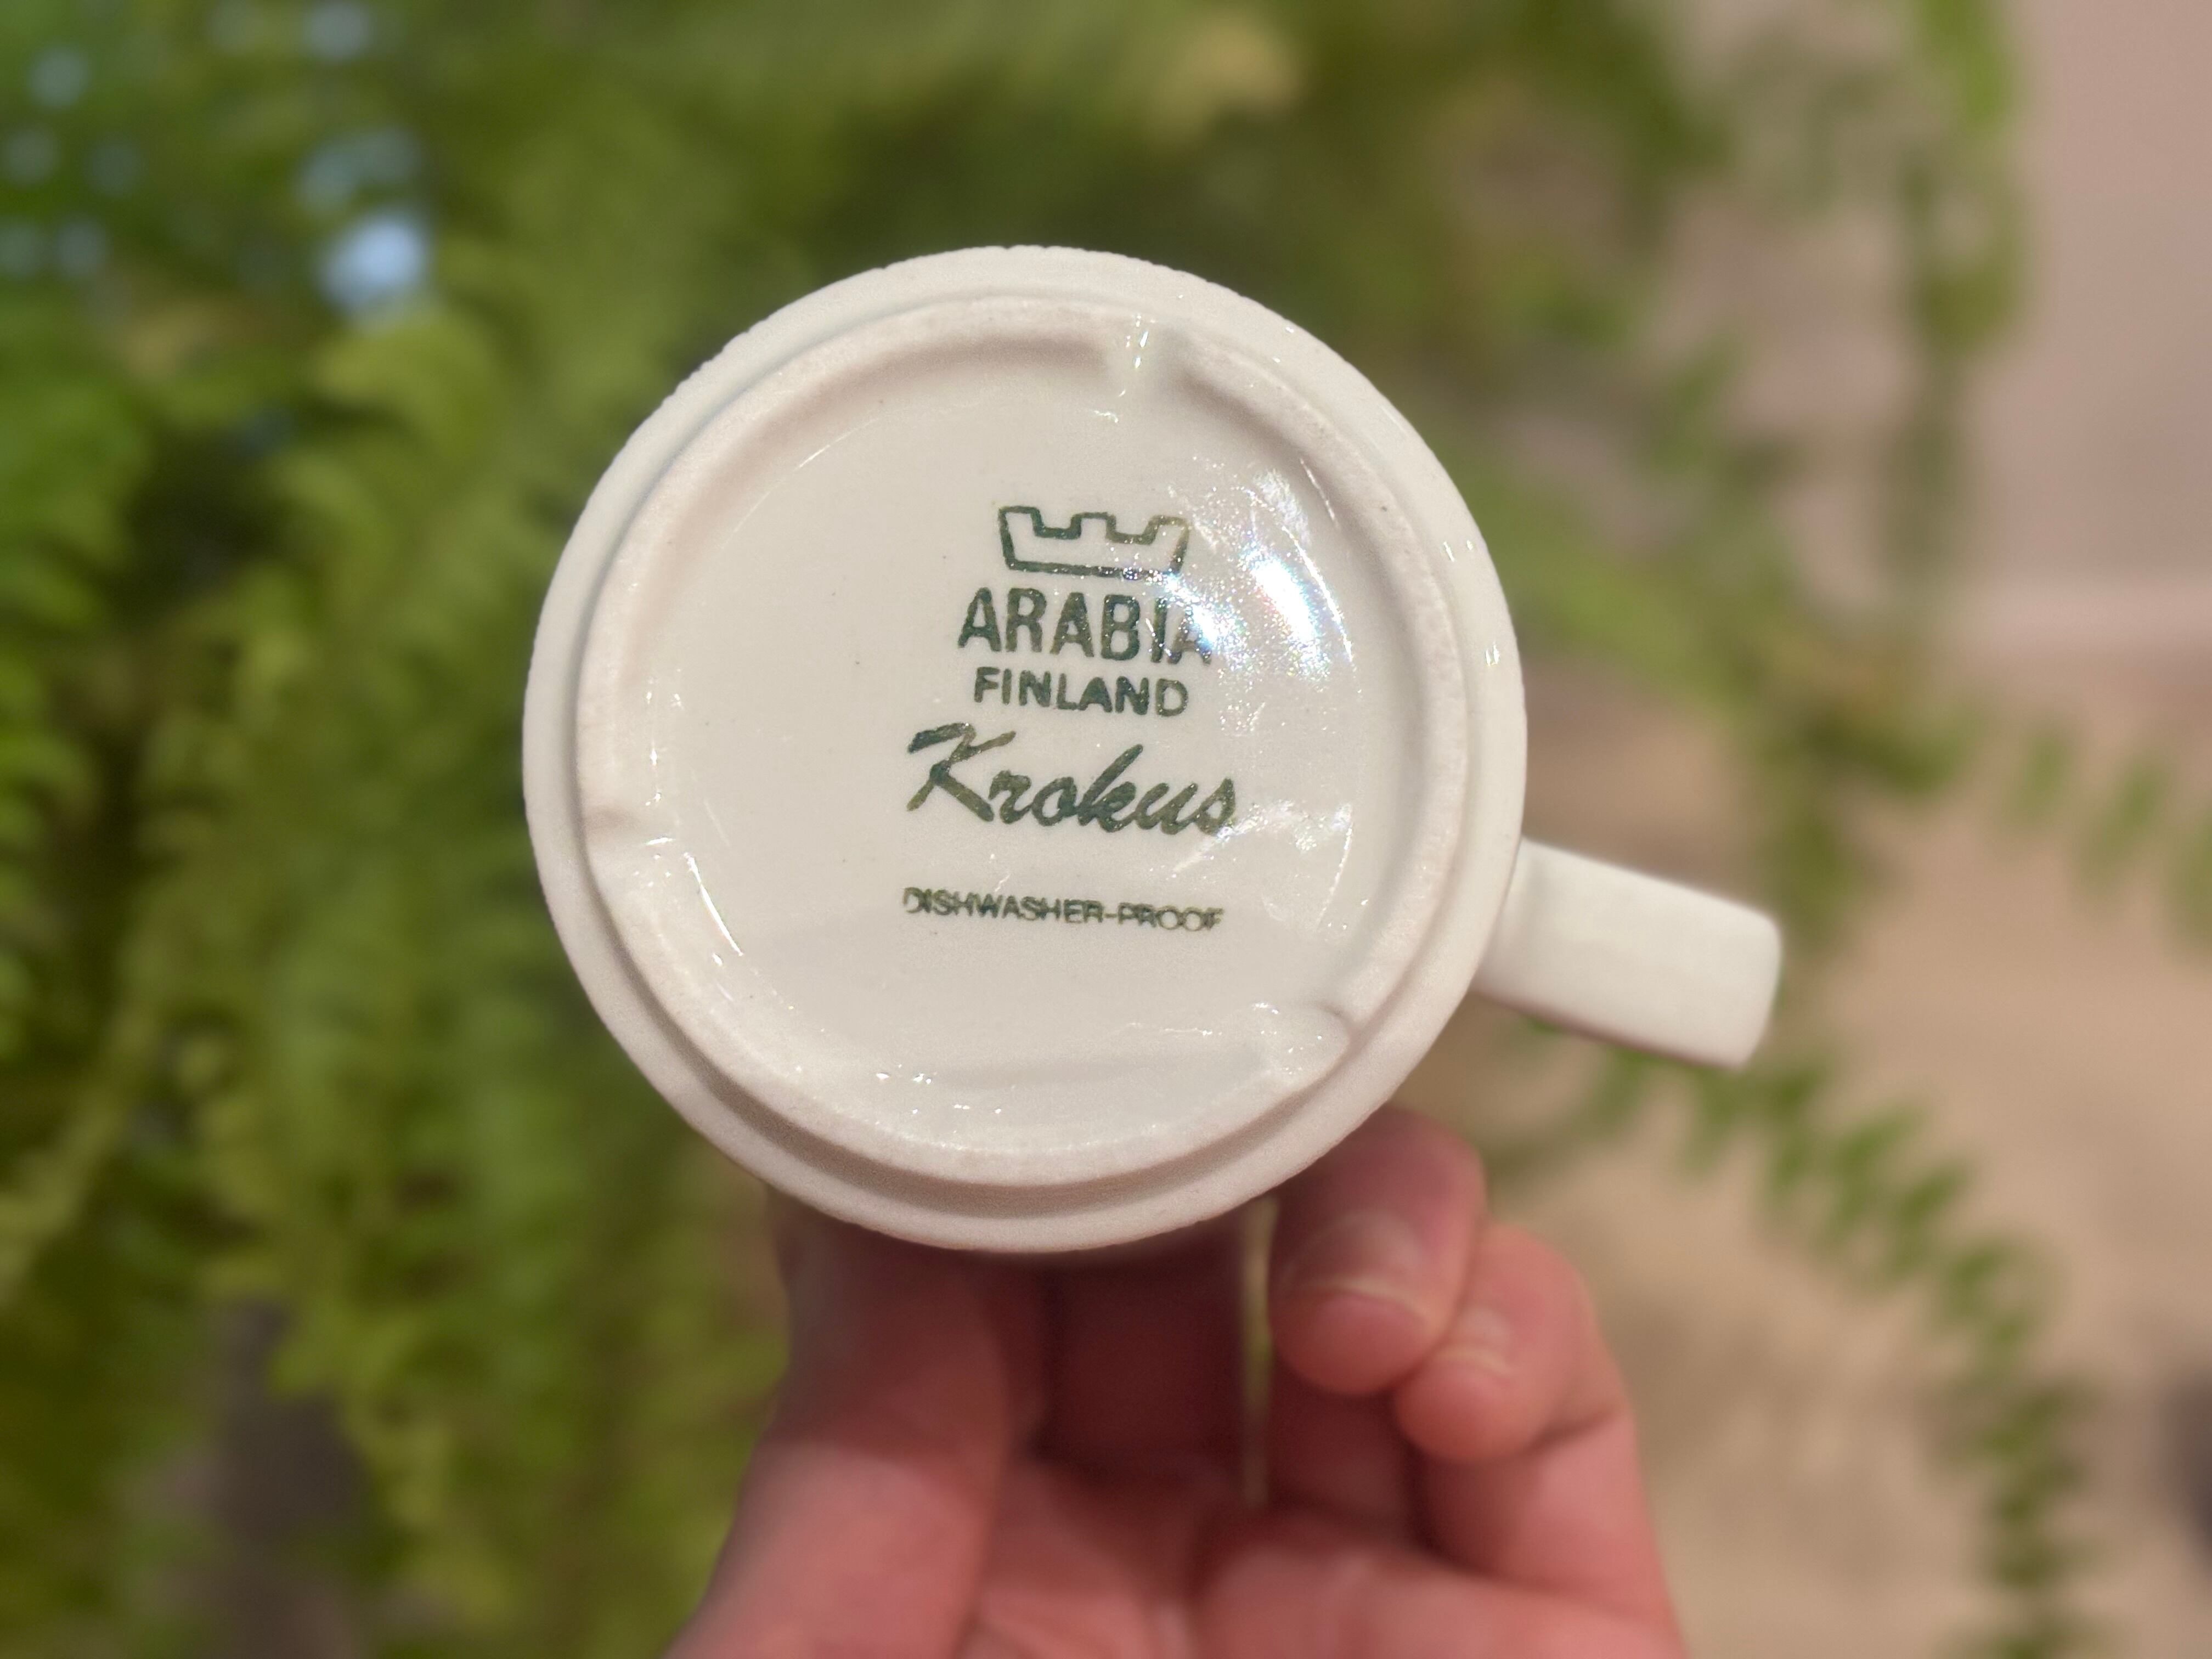 ARABIA
FINLAND
Krokus
DISHWASHER-PROOF